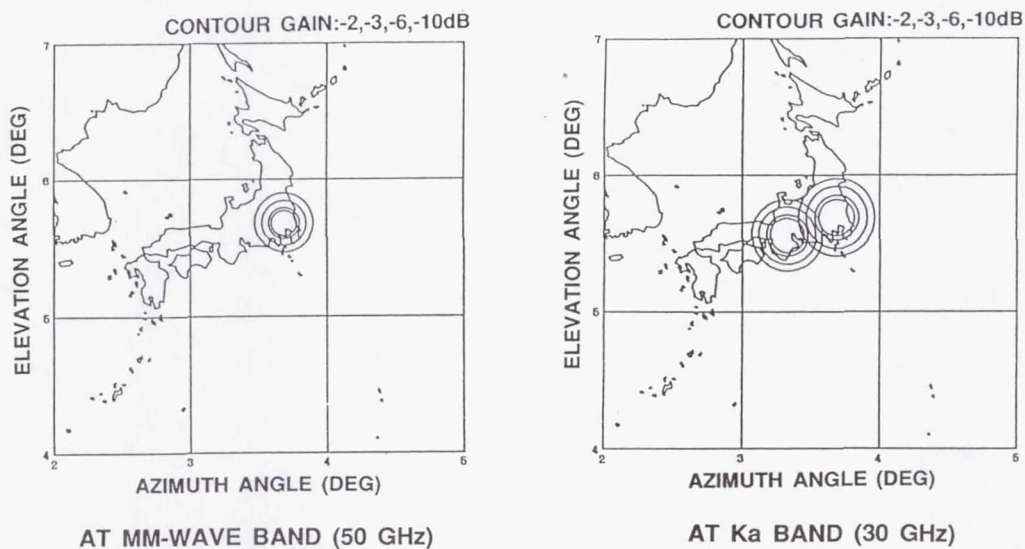 CONTOUR GAIN:-2,-3,-6,-10dB
7
6
5
4
2
3
4
5
ELEVATION ANGLE (DEG)
AZIMUTH ANGLE (DEG)
AT MM-WAVE BAND (50 GHz)
CONTOUR GAIN:-2,-3,-6,-10dB
7
6
5
4
2
3
4
5
ELEVATION ANGLE (DEG)
AZIMUTH ANGLE (DEG)
AT Ka BAND (30 GHz)